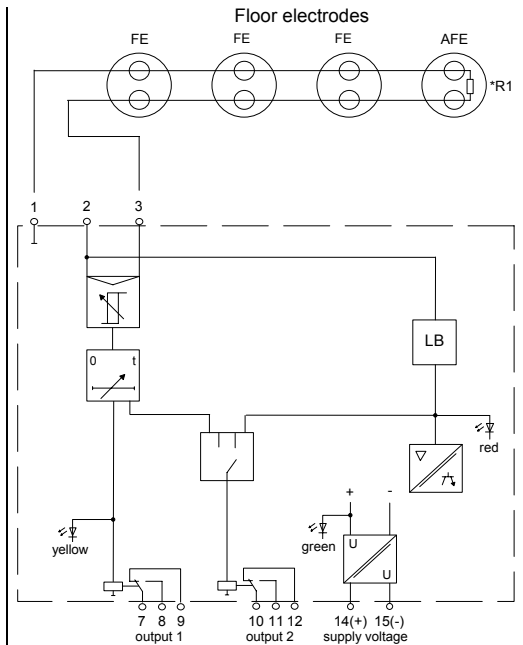 Floor electrodes
FE FE FE AFE
*R1
1 2 3
0 t
LB
red
+ -
yellow
green
U
U
7 8 9 10 11 12 14(+) 15(-)
output 1 output 2 supply voltage